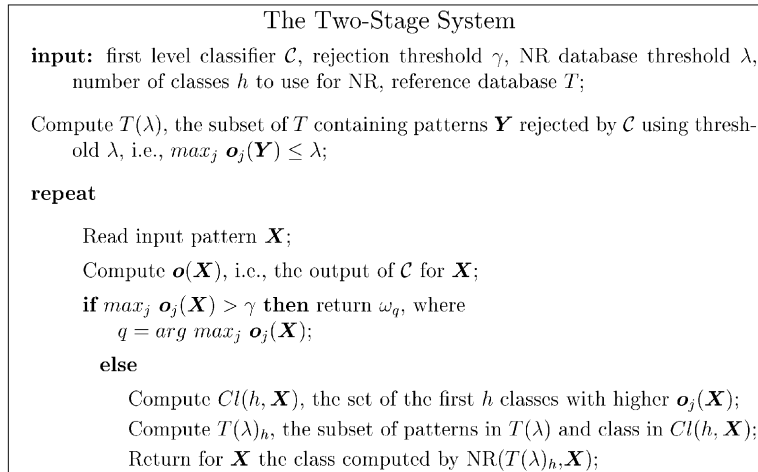 The Two-Stage System
input: first level classifier 𝒞, rejection threshold γ, NR database threshold λ,
number of classes h to use for NR, reference database T;
Compute T(λ), the subset of T containing patterns Y rejected by 𝒞 using thresh-
old λ, i.e., max_j o_j(Y) ≤ λ;
repeat
Read input pattern X;
Compute o(X), i.e., the output of 𝒞 for X;
if max_j o_j(X) > γ then return ω_q, where
q = arg max_j o_j(X);
else
Compute Cl(h, X), the set of the first h classes with higher o_j(X);
Compute T(λ)_h, the subset of patterns in T(λ) and class in Cl(h, X);
Return for X the class computed by NR(T(λ)_h,X);